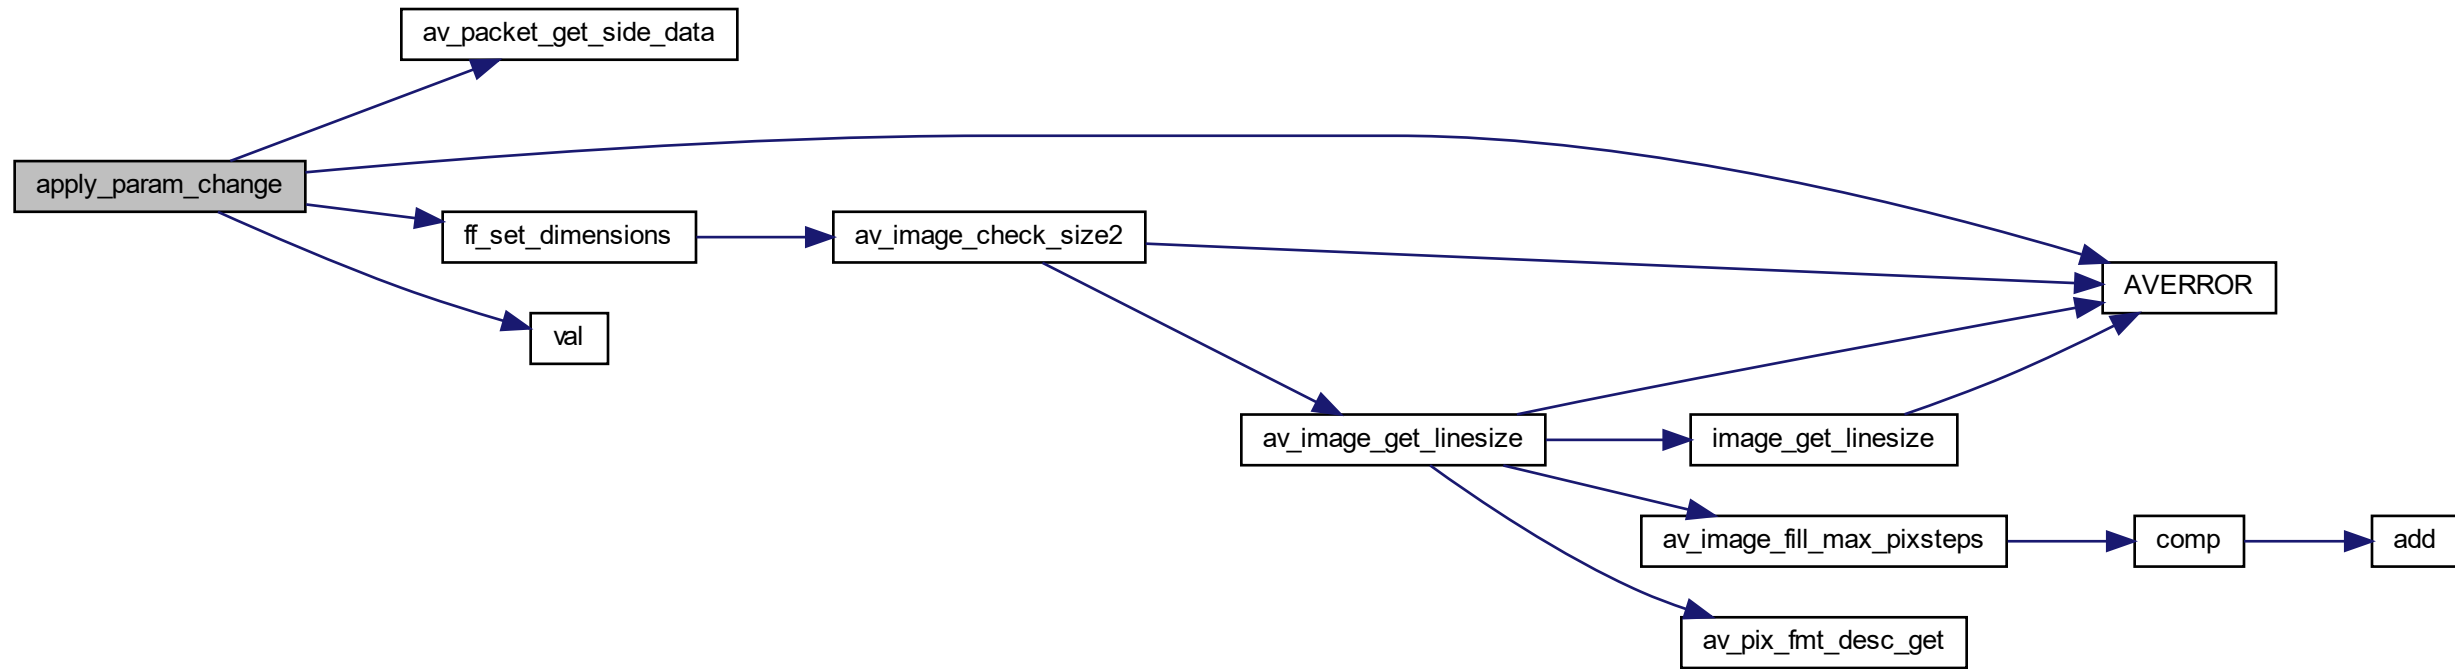 av_packet_get_side_data
apply_param_change
ff_set_dimensions
av_image_check_size2
AVERROR
val
av_image_get_linesize
image_get_linesize
av_image_fill_max_pixsteps
comp
add
av_pix_fmt_desc_get